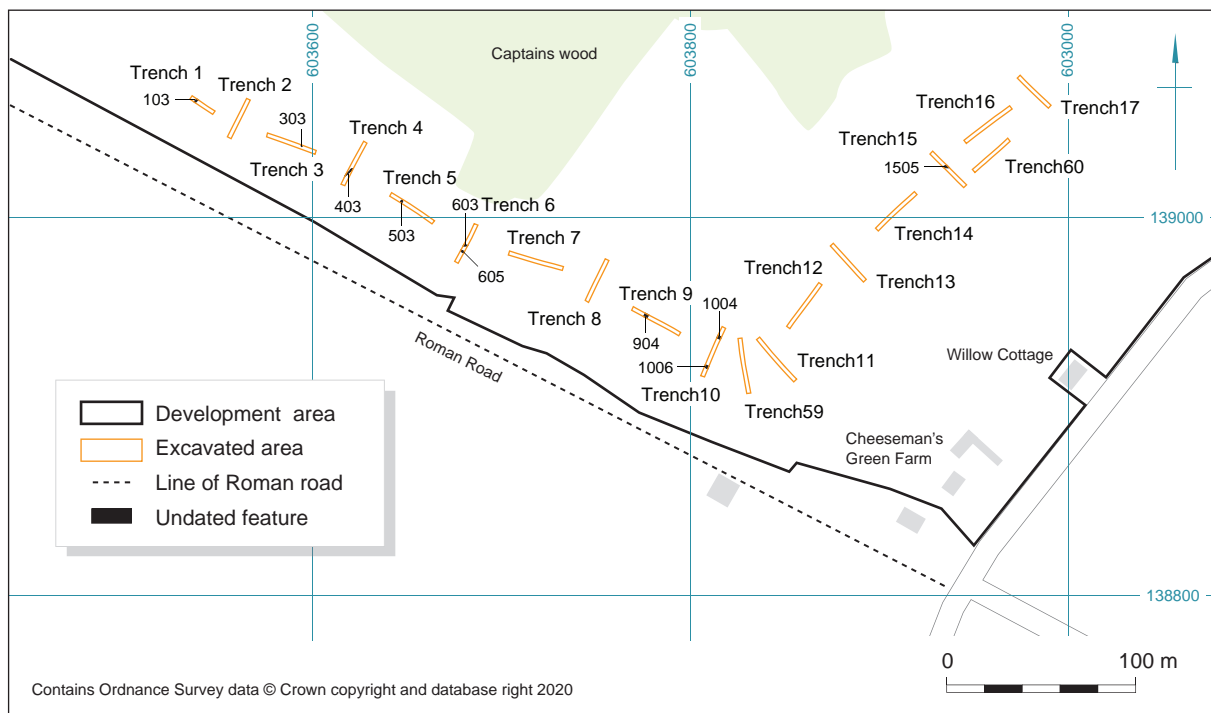 Captains wood
603600
603800
603000
Trench 1
Trench 2
103
303
Trench 3
Trench 4
403
Trench 5
503
603
Trench 6
605
Trench 7
Trench 8
Trench 9
904
1004
1006
Trench10
Trench11
Trench59
Trench12
Trench13
Trench14
Trench15
1505
Trench16
Trench17
Trench60
139000
Roman Road
Willow Cottage
Cheeseman's
Green Farm
138800
Development area
Excavated area
Line of Roman road
Undated feature
0 100 m
Contains Ordnance Survey data © Crown copyright and database right 2020